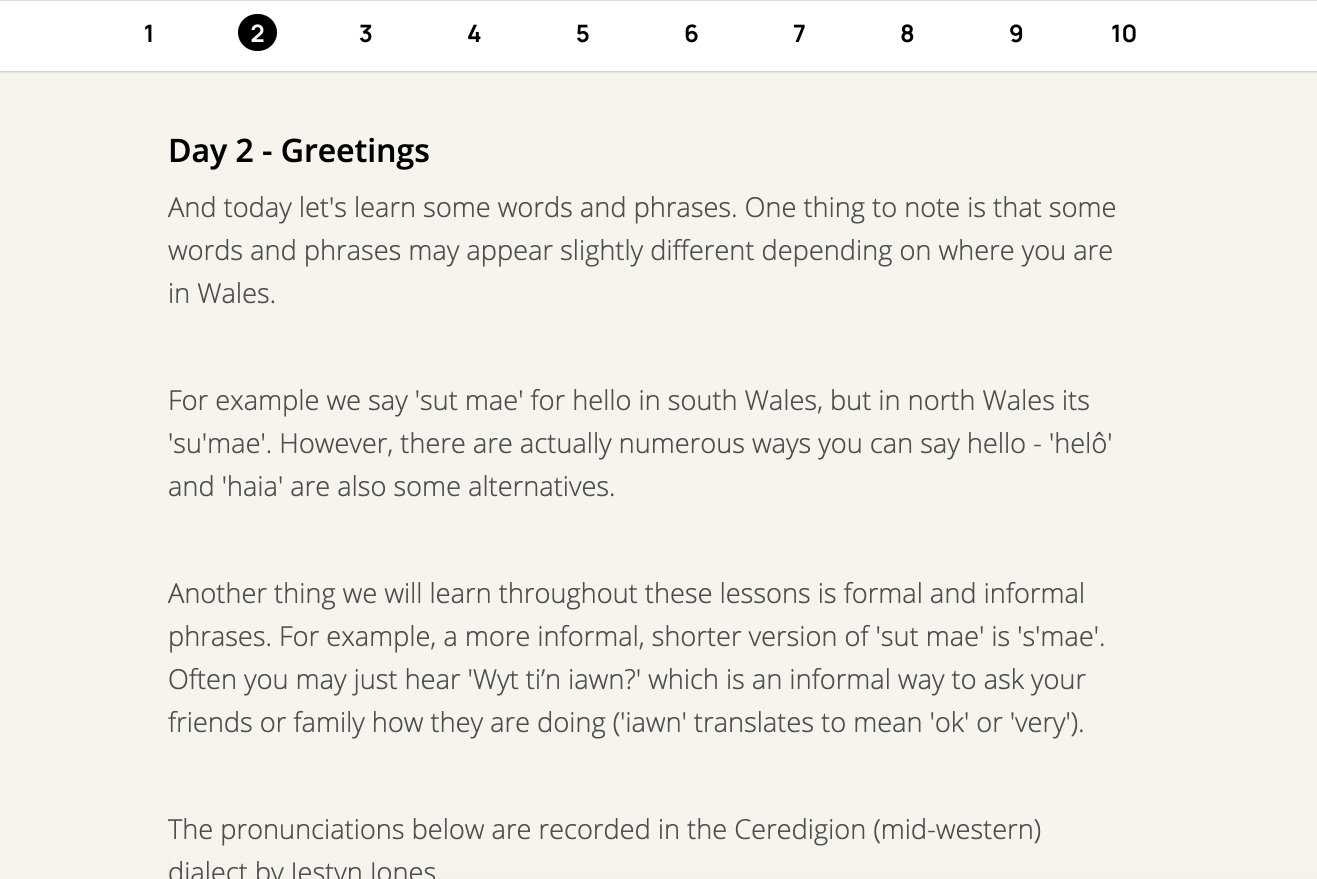 1 2 3 4 5 6 7 8 9 10
Day 2 - Greetings
And today let's learn some words and phrases. One thing to note is that some
words and phrases may appear slightly different depending on where you are
in Wales.
For example we say 'sut mae' for hello in south Wales, but in north Wales its
'su'mae'. However, there are actually numerous ways you can say hello - 'helô'
and 'haia' are also some alternatives.
Another thing we will learn throughout these lessons is formal and informal
phrases. For example, a more informal, shorter version of 'sut mae' is 's'mae'.
Often you may just hear 'Wyt ti’n iawn?' which is an informal way to ask your
friends or family how they are doing ('iawn' translates to mean 'ok' or 'very').
The pronunciations below are recorded in the Ceredigion (mid-western)
dialect by Iestyn Jones